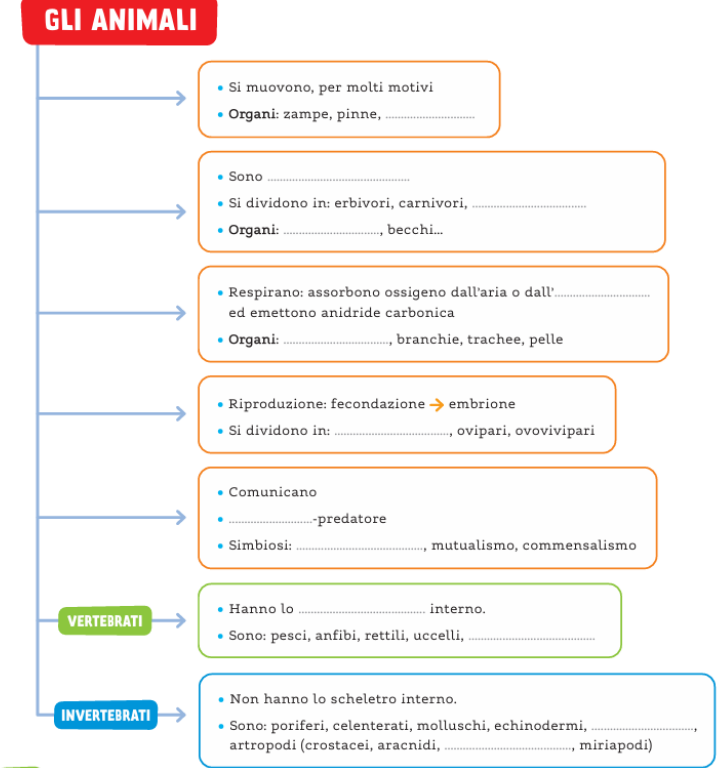 GLI ANIMALI
• Si muovono, per molti motivi
• Organi: zampe, pinne, ..............................
• Sono ..............................................
• Si dividono in: erbivori, carnivori, .....................................
• Organi: ..............................., becchi...
• Respirano: assorbono ossigeno dall'aria o dall'...............................
ed emettono anidride carbonica
• Organi: .................................., branchie, trachee, pelle
• Riproduzione: fecondazione → embrione
• Si dividono in: ....................................., ovipari, ovovivipari
• Comunicano
• ...........................-predatore
• Simbiosi: ........................................., mutualismo, commensalismo
VERTEBRATI
• Hanno lo ......................................... interno.
• Sono: pesci, anfibi, rettili, uccelli, .........................................
INVERTEBRATI
• Non hanno lo scheletro interno.
• Sono: poriferi, celenterati, molluschi, echinodermi, .................................,
artropodi (crostacei, aracnidi, ........................................., miriapodi)